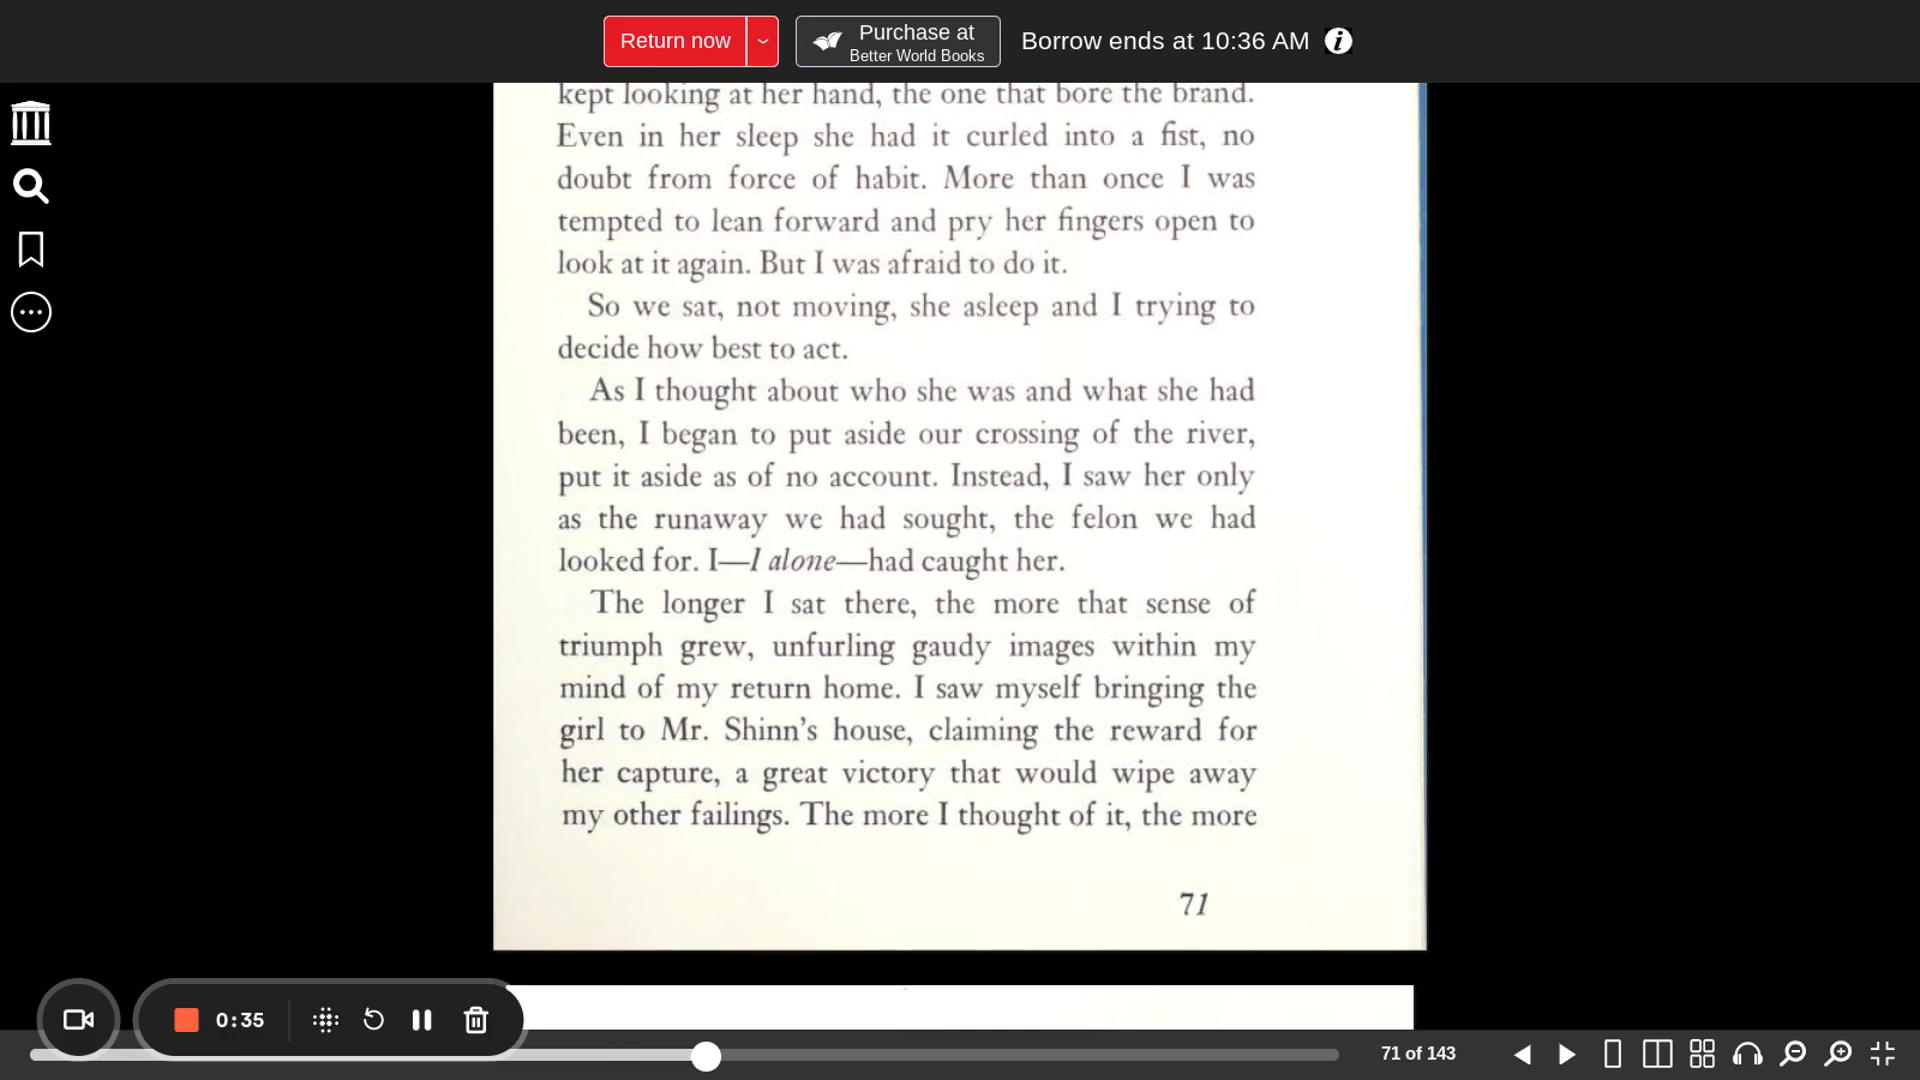 Return now
Purchase at
Better World Books
Borrow ends at 10:36 AM
kept looking at her hand, the one that bore the brand.
Even in her sleep she had it curled into a fist, no
doubt from force of habit. More than once I was
tempted to lean forward and pry her fingers open to
look at it again. But I was afraid to do it.
So we sat, not moving, she asleep and I trying to
decide how best to act.
As I thought about who she was and what she had
been, I began to put aside our crossing of the river,
put it aside as of no account. Instead, I saw her only
as the runaway we had sought, the felon we had
looked for. I—I alone—had caught her.
The longer I sat there, the more that sense of
triumph grew, unfurling gaudy images within my
mind of my return home. I saw myself bringing the
girl to Mr. Shinn's house, claiming the reward for
her capture, a great victory that would wipe away
my other failings. The more I thought of it, the more
71
0:35
71 of 143